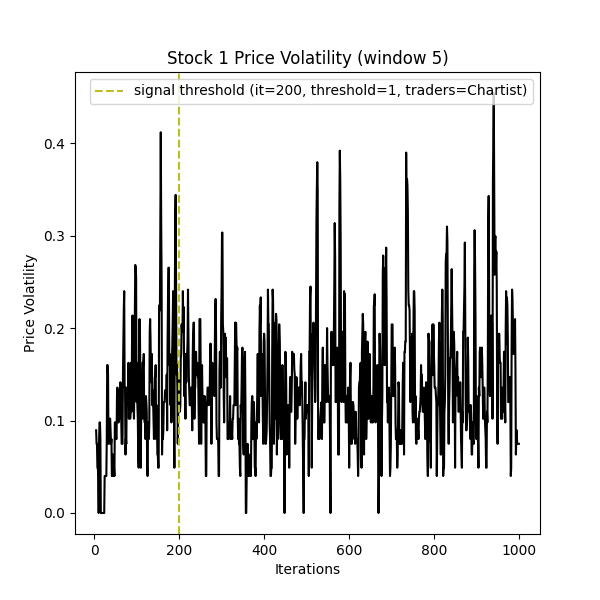 Stock 1 Price Volatility (window 5)
signal threshold (it=200, threshold=1, traders=Chartist)
Price Volatility
0.4
0.3
0.2
0.1
0.0
0 200 400 600 800 1000
Iterations